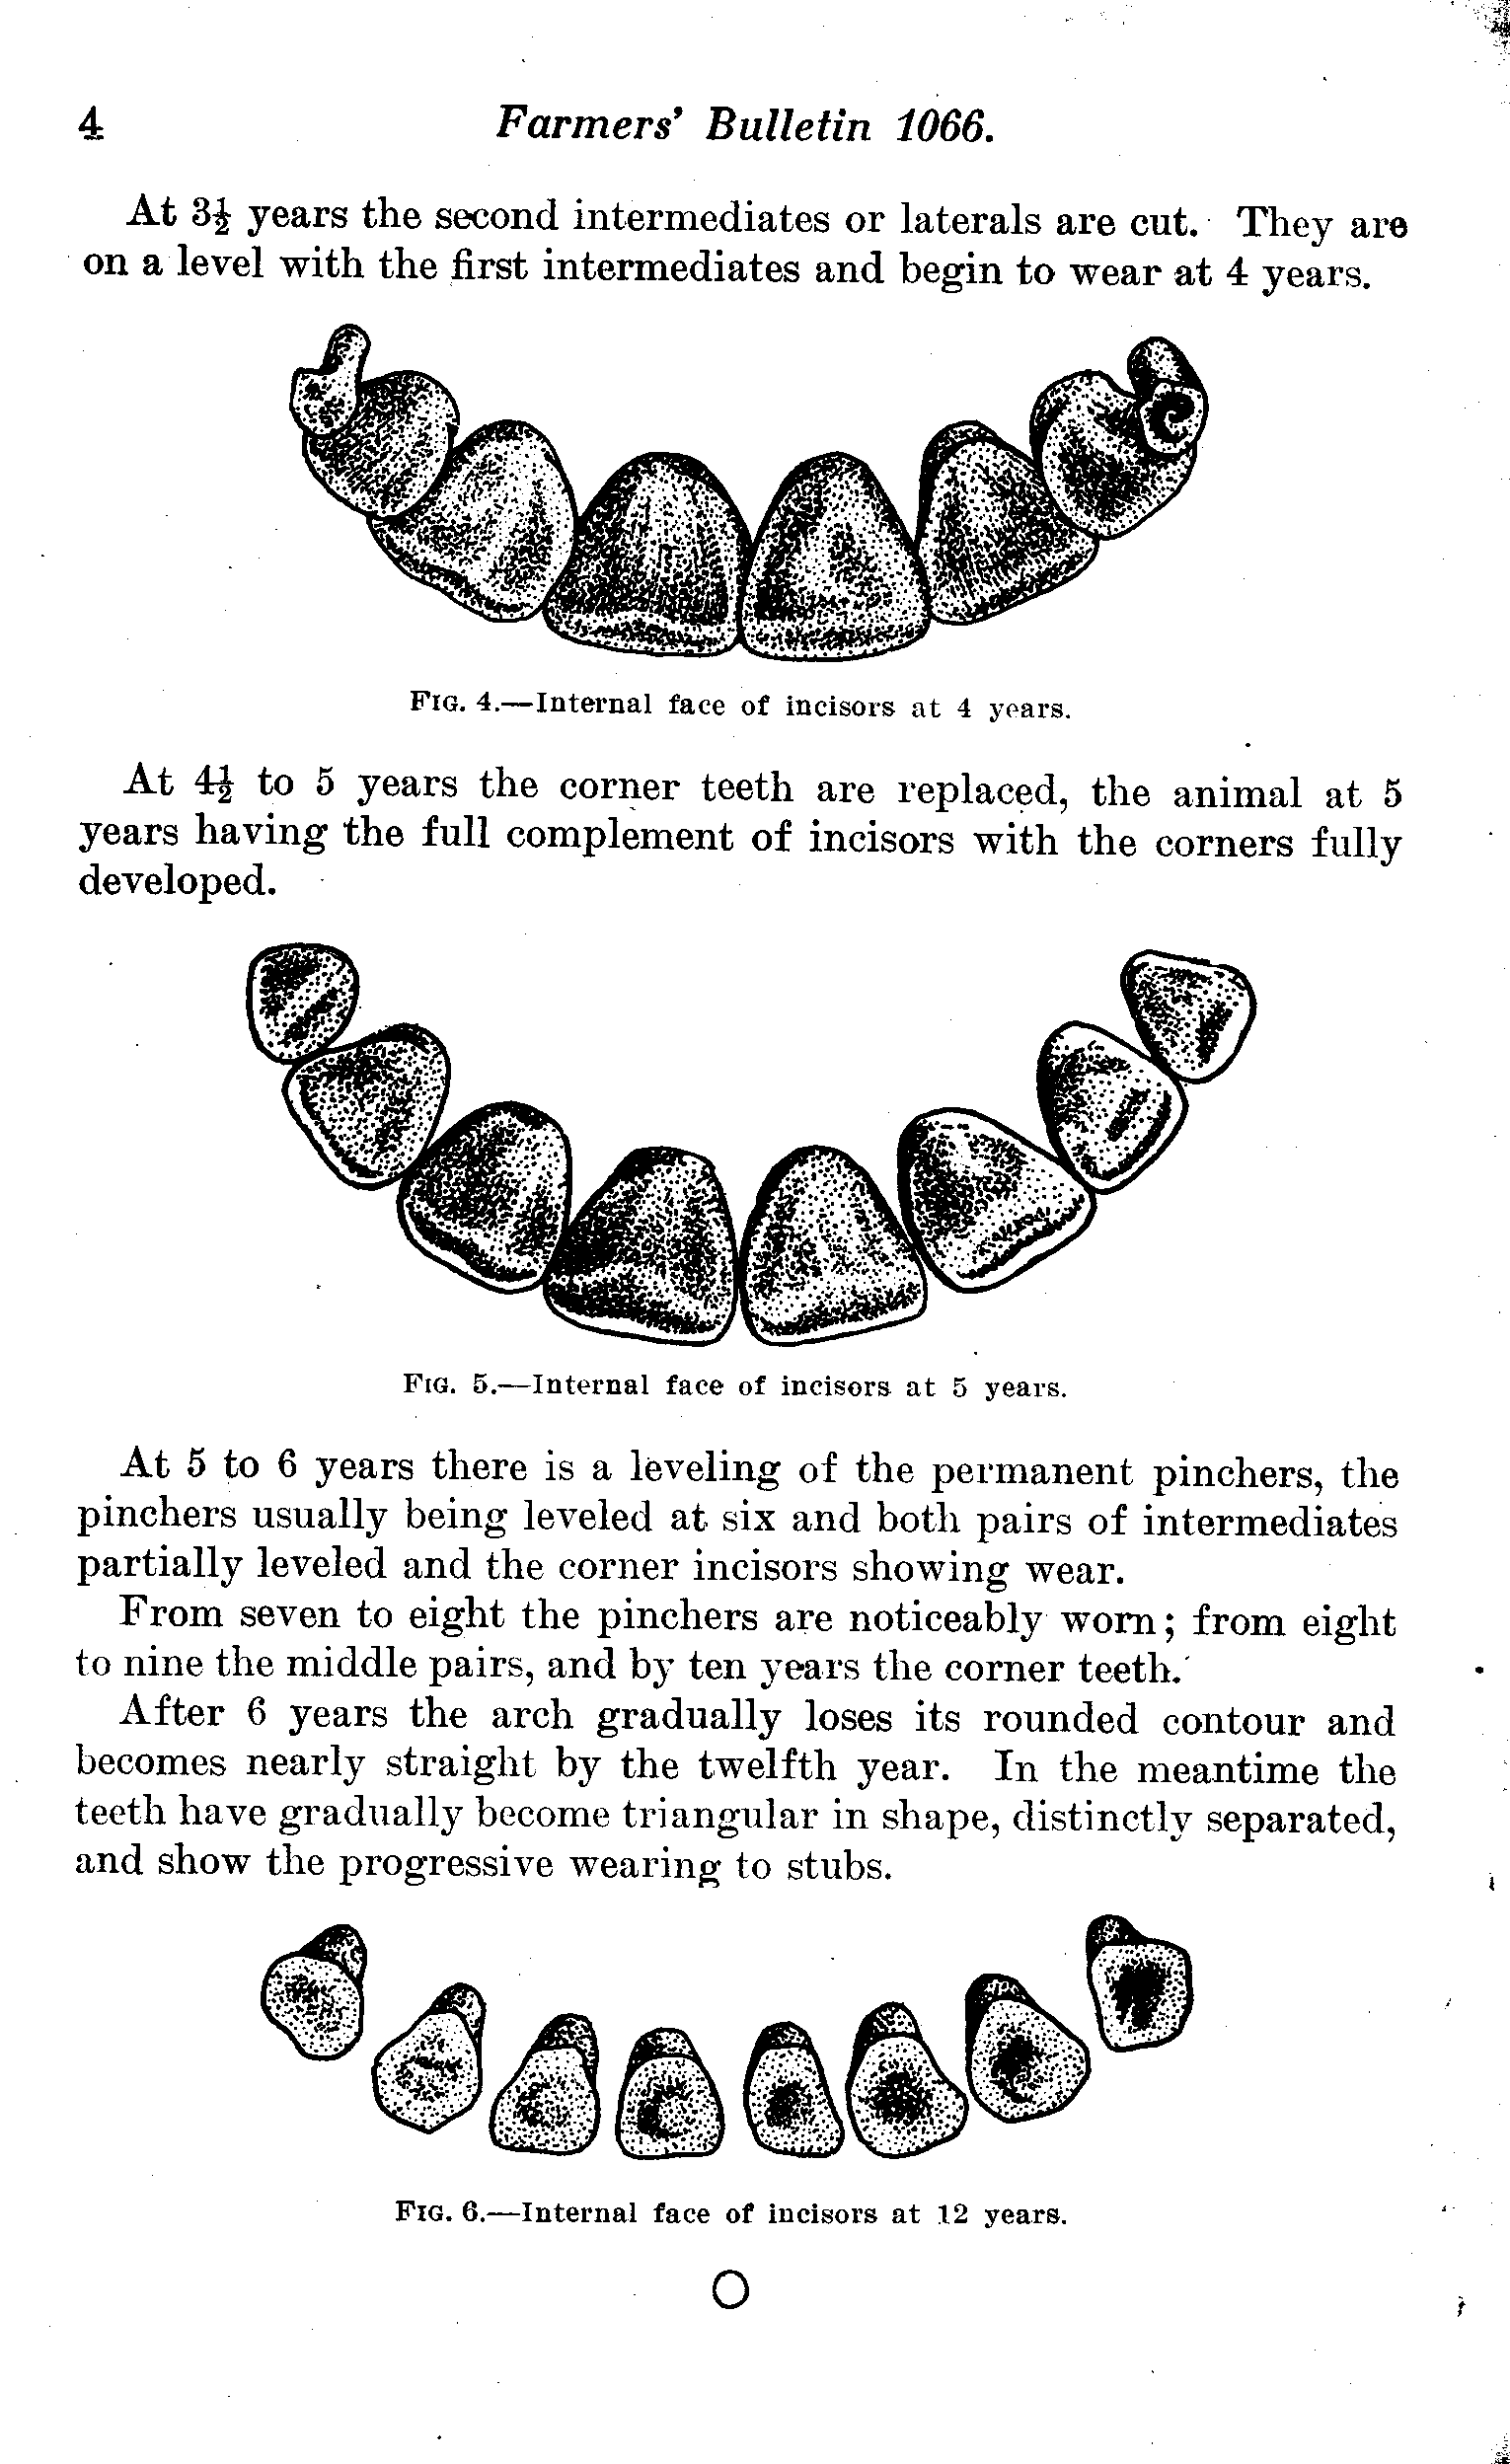 4
Farmers' Bulletin 1066.
At 3½ years the second intermediates or laterals are cut. They are
on a level with the first intermediates and begin to wear at 4 years.
FIG. 4.—Internal face of incisors at 4 years.
At 4½ to 5 years the corner teeth are replaced, the animal at 5
years having the full complement of incisors with the corners fully
developed.
FIG. 5.—Internal face of incisors at 5 years.
At 5 to 6 years there is a leveling of the permanent pinchers, the
pinchers usually being leveled at six and both pairs of intermediates
partially leveled and the corner incisors showing wear.
From seven to eight the pinchers are noticeably worn; from eight
to nine the middle pairs, and by ten years the corner teeth.
After 6 years the arch gradually loses its rounded contour and
becomes nearly straight by the twelfth year. In the meantime the
teeth have gradually become triangular in shape, distinctly separated,
and show the progressive wearing to stubs.
FIG. 6.—Internal face of incisors at 12 years.